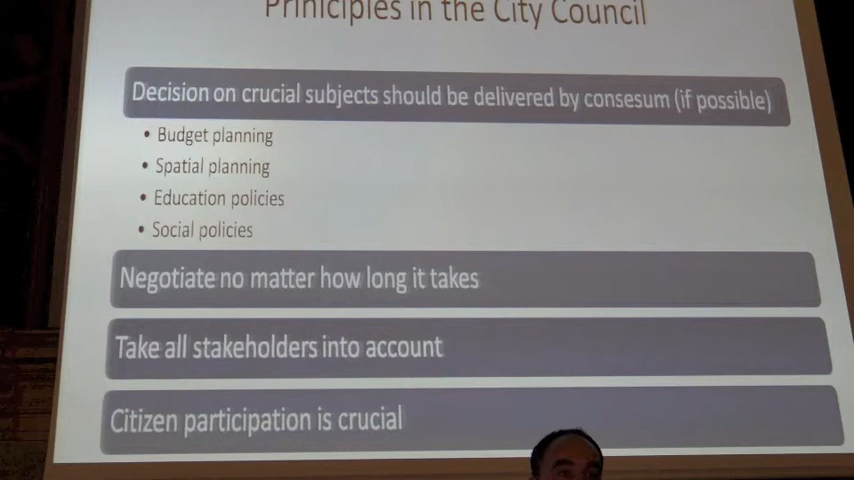 Priniciples in the City Council
Decision on crucial subjects should be delivered by consesum (if possible)
• Budget planning
• Spatial planning
• Education policies
• Social policies
Negotiate no matter how long it takes
Take all stakeholders into account
Citizen participation is crucial